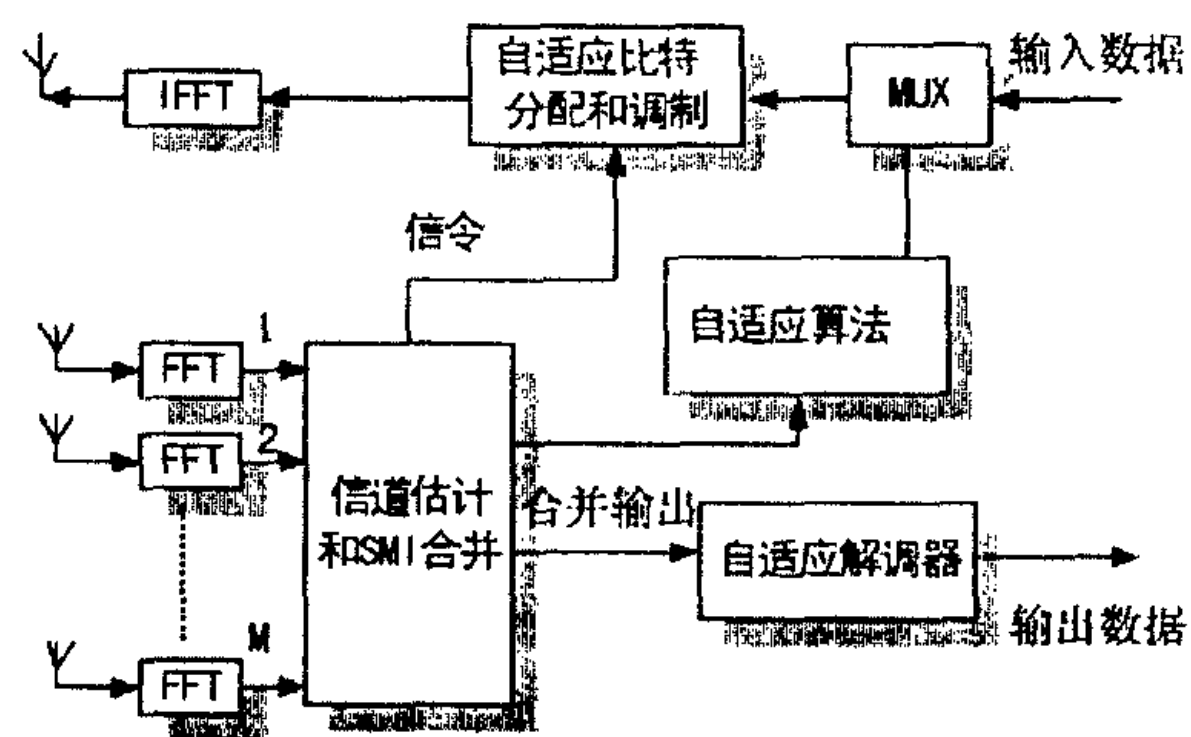 自适应比特
分配和调制
IFFT
MUX
输入数据
信令
自适应算法
1
FFT
2
FFT
信道估计
和DSMI合并
合并输出
自适应解调器
输出数据
M
FFT